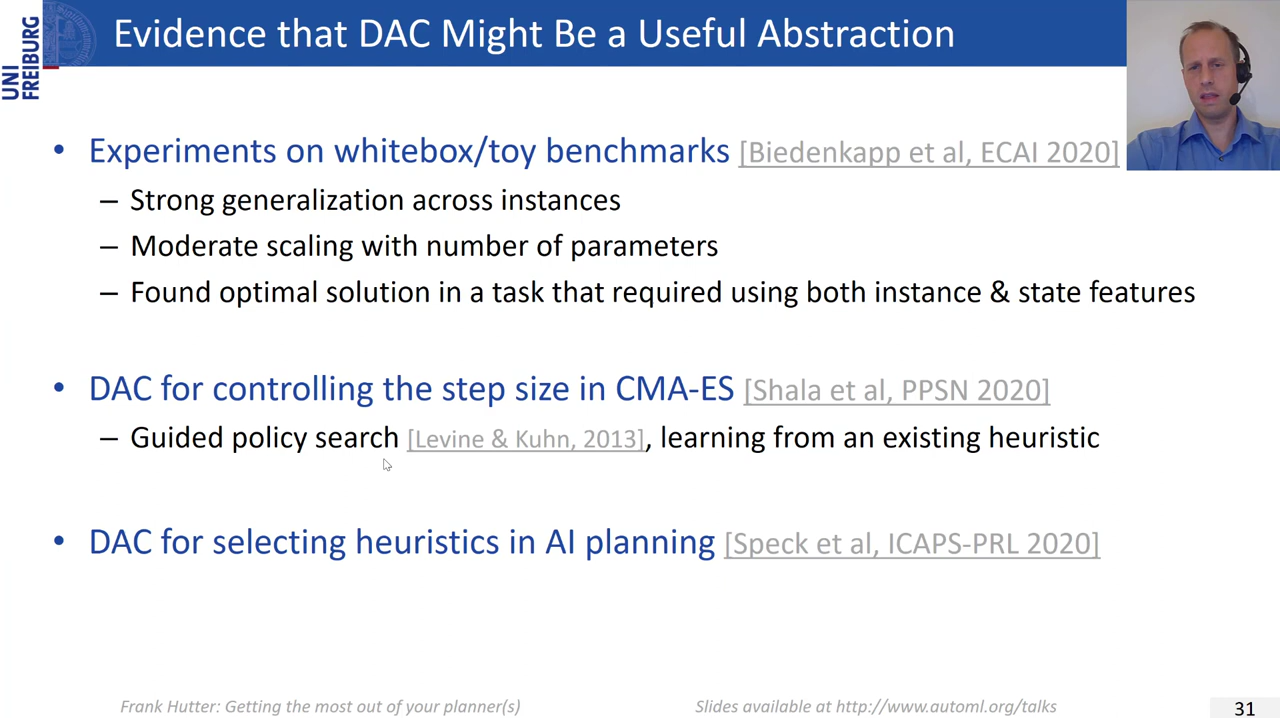 UNI
FREIBURG
Evidence that DAC Might Be a Useful Abstraction
• Experiments on whitebox/toy benchmarks [Biedenkapp et al, ECAI 2020]
– Strong generalization across instances
– Moderate scaling with number of parameters
– Found optimal solution in a task that required using both instance & state features
• DAC for controlling the step size in CMA-ES [Shala et al, PPSN 2020]
– Guided policy search [Levine & Kuhn, 2013], learning from an existing heuristic
• DAC for selecting heuristics in AI planning [Speck et al, ICAPS-PRL 2020]
Frank Hutter: Getting the most out of your planner(s)
Slides available at http://www.automl.org/talks
31